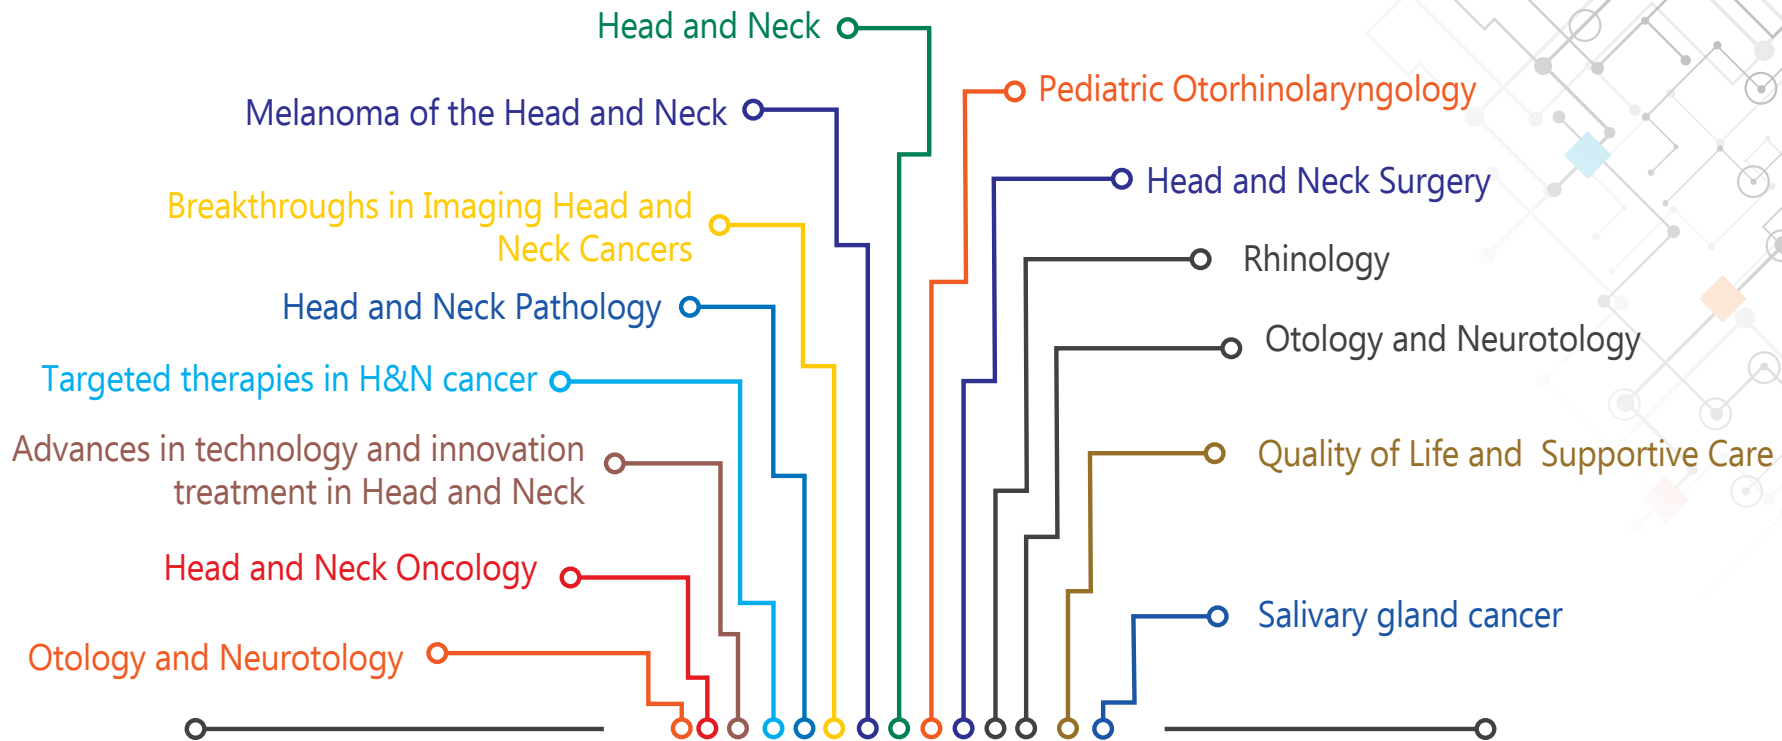 Head and Neck
Melanoma of the Head and Neck
Breakthroughs in Imaging Head and
Neck Cancers
Head and Neck Pathology
Targeted therapies in H&N cancer
Advances in technology and innovation
treatment in Head and Neck
Head and Neck Oncology
Otology and Neurotology
Pediatric Otorhinolaryngology
Head and Neck Surgery
Rhinology
Otology and Neurotology
Quality of Life and Supportive Care
Salivary gland cancer